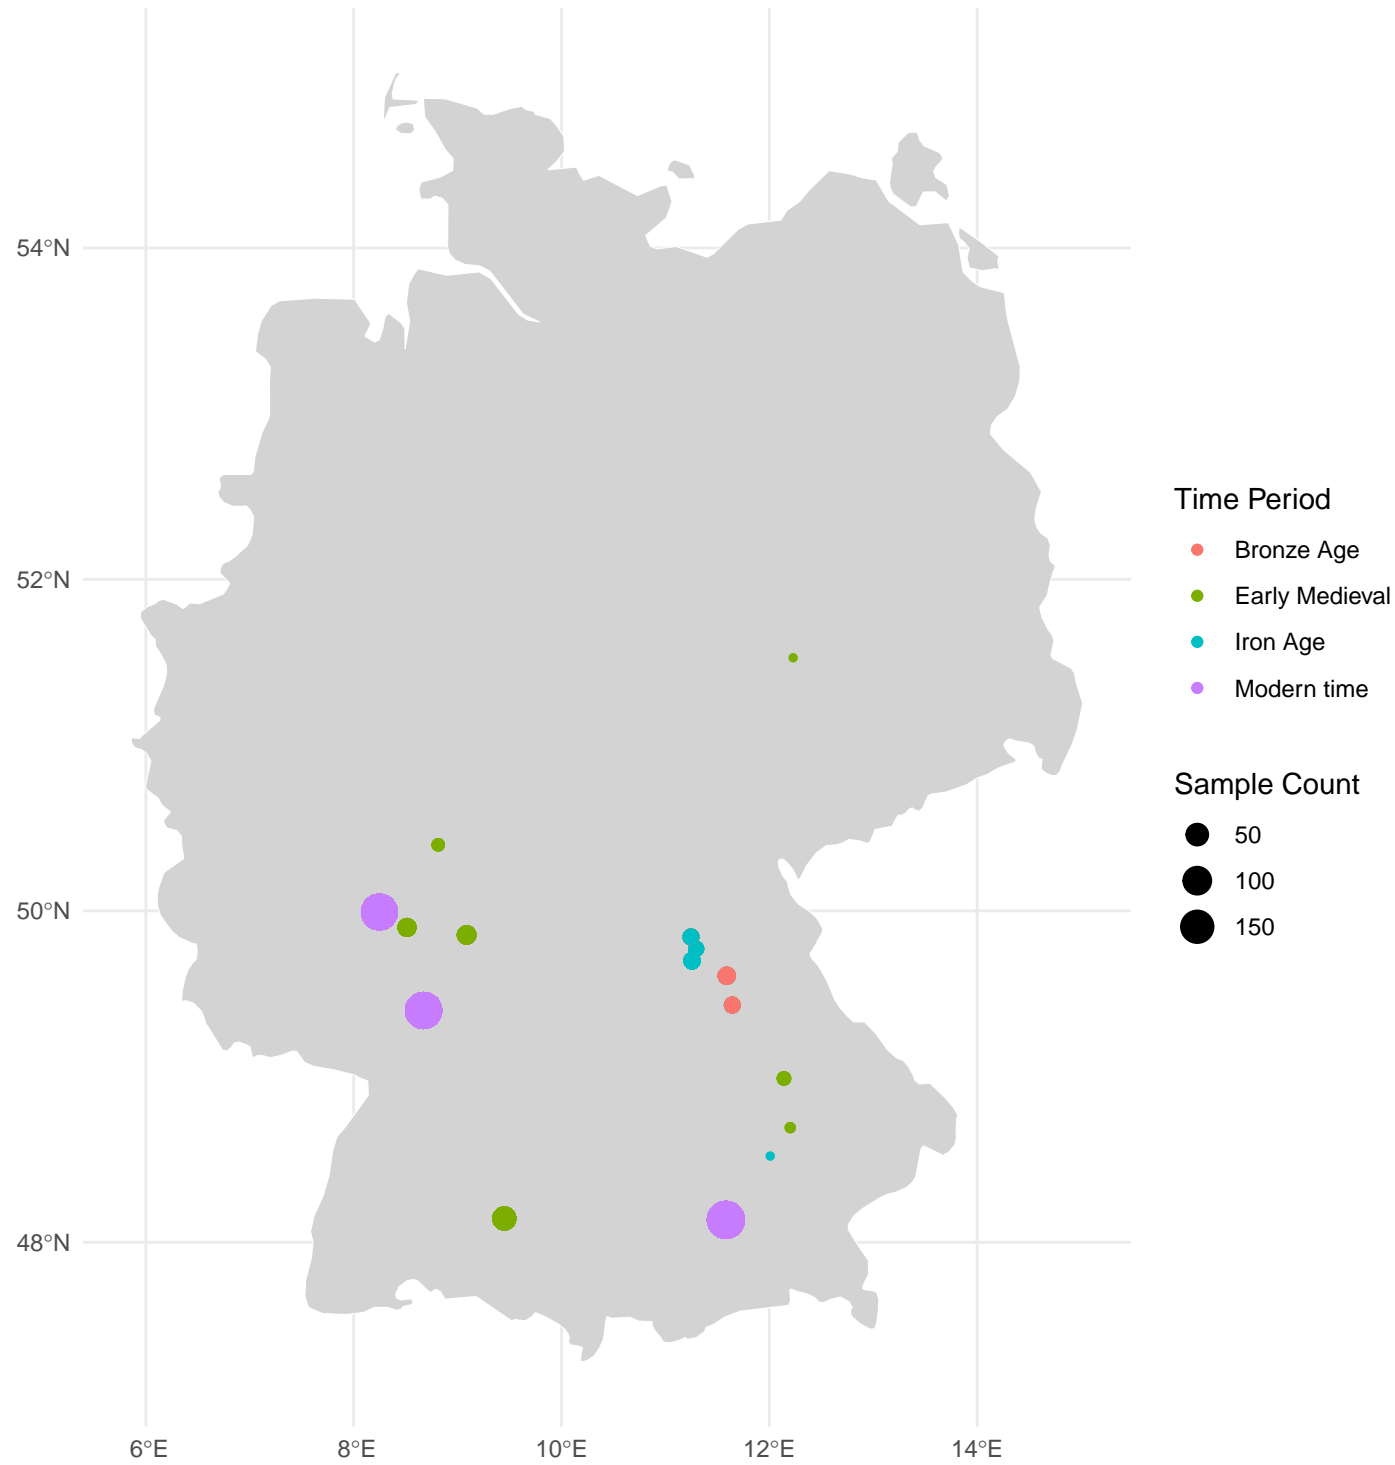 54°N
52°N
50°N
48°N
6°E
8°E
10°E
12°E
14°E
Time Period
Bronze Age
Early Medieval
Iron Age
Modern time
Sample Count
50
100
150